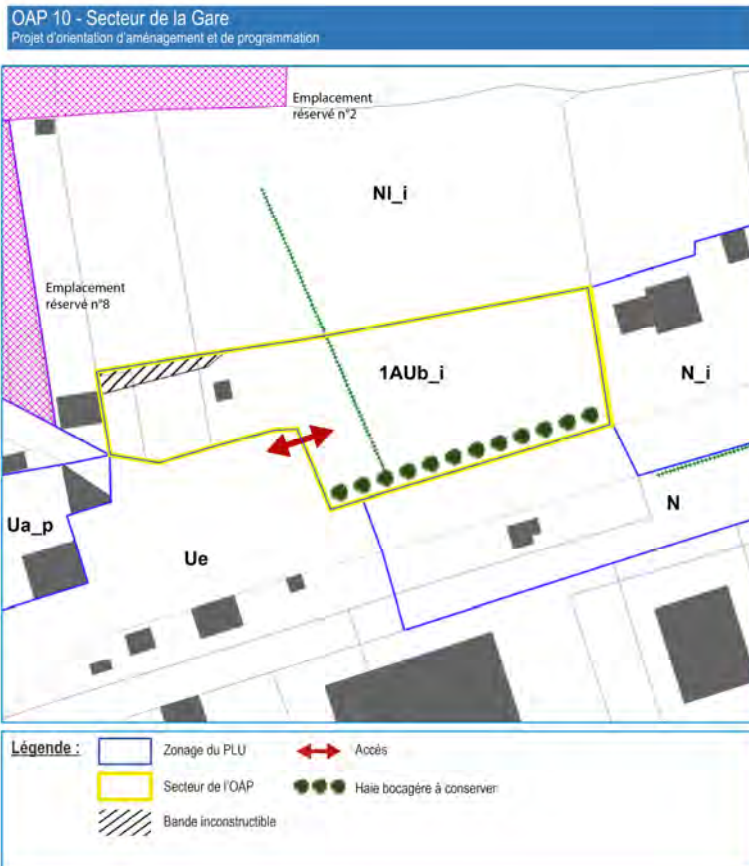 OAP 10 - Secteur de la Gare
Projet d'orientation d'aménagement et de programmation
Emplacement
réservé n°2
Nl_i
Emplacement
réservé n°8
1AUb_i
N_i
Ua_p
Ue
N
Légende :
Zonage du PLU
Accès
Secteur de l'OAP
Haie bocagère à conserver
Bande inconstructible